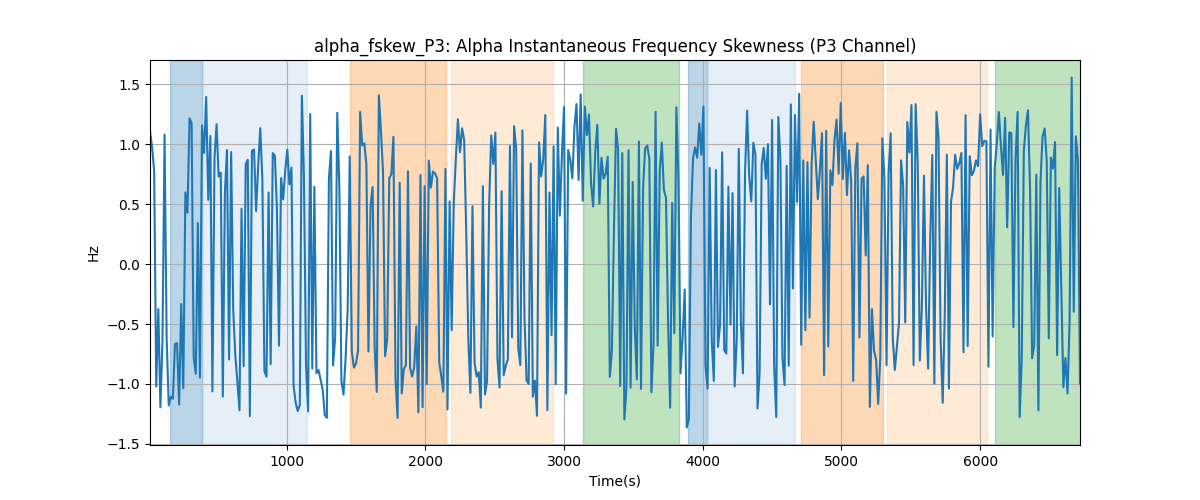 alpha_fskew_P3: Alpha Instantaneous Frequency Skewness (P3 Channel)
Hz
1.5
1.0
0.5
0.0
−0.5
−1.0
−1.5
1000 2000 3000 4000 5000 6000
Time(s)